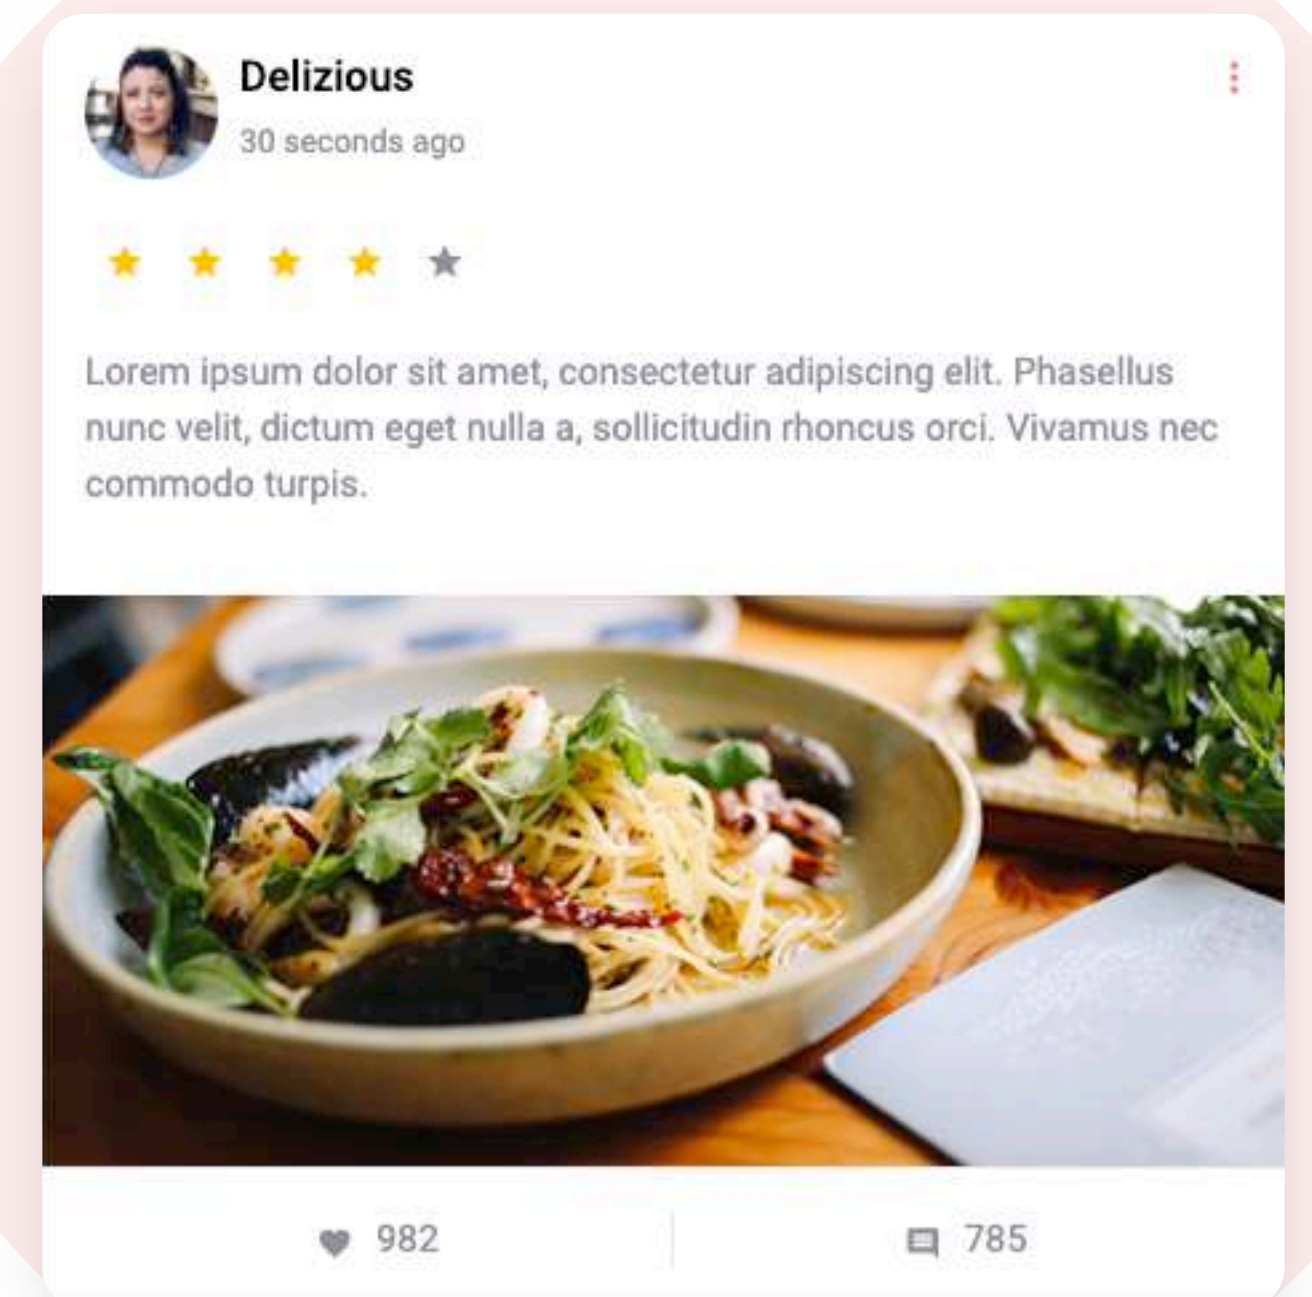 Delizious
30 seconds ago
Lorem ipsum dolor sit amet, consectetur adipiscing elit. Phasellus
nunc velit, dictum eget nulla a, sollicitudin rhoncus orci. Vivamus nec
commodo turpis.
982
785